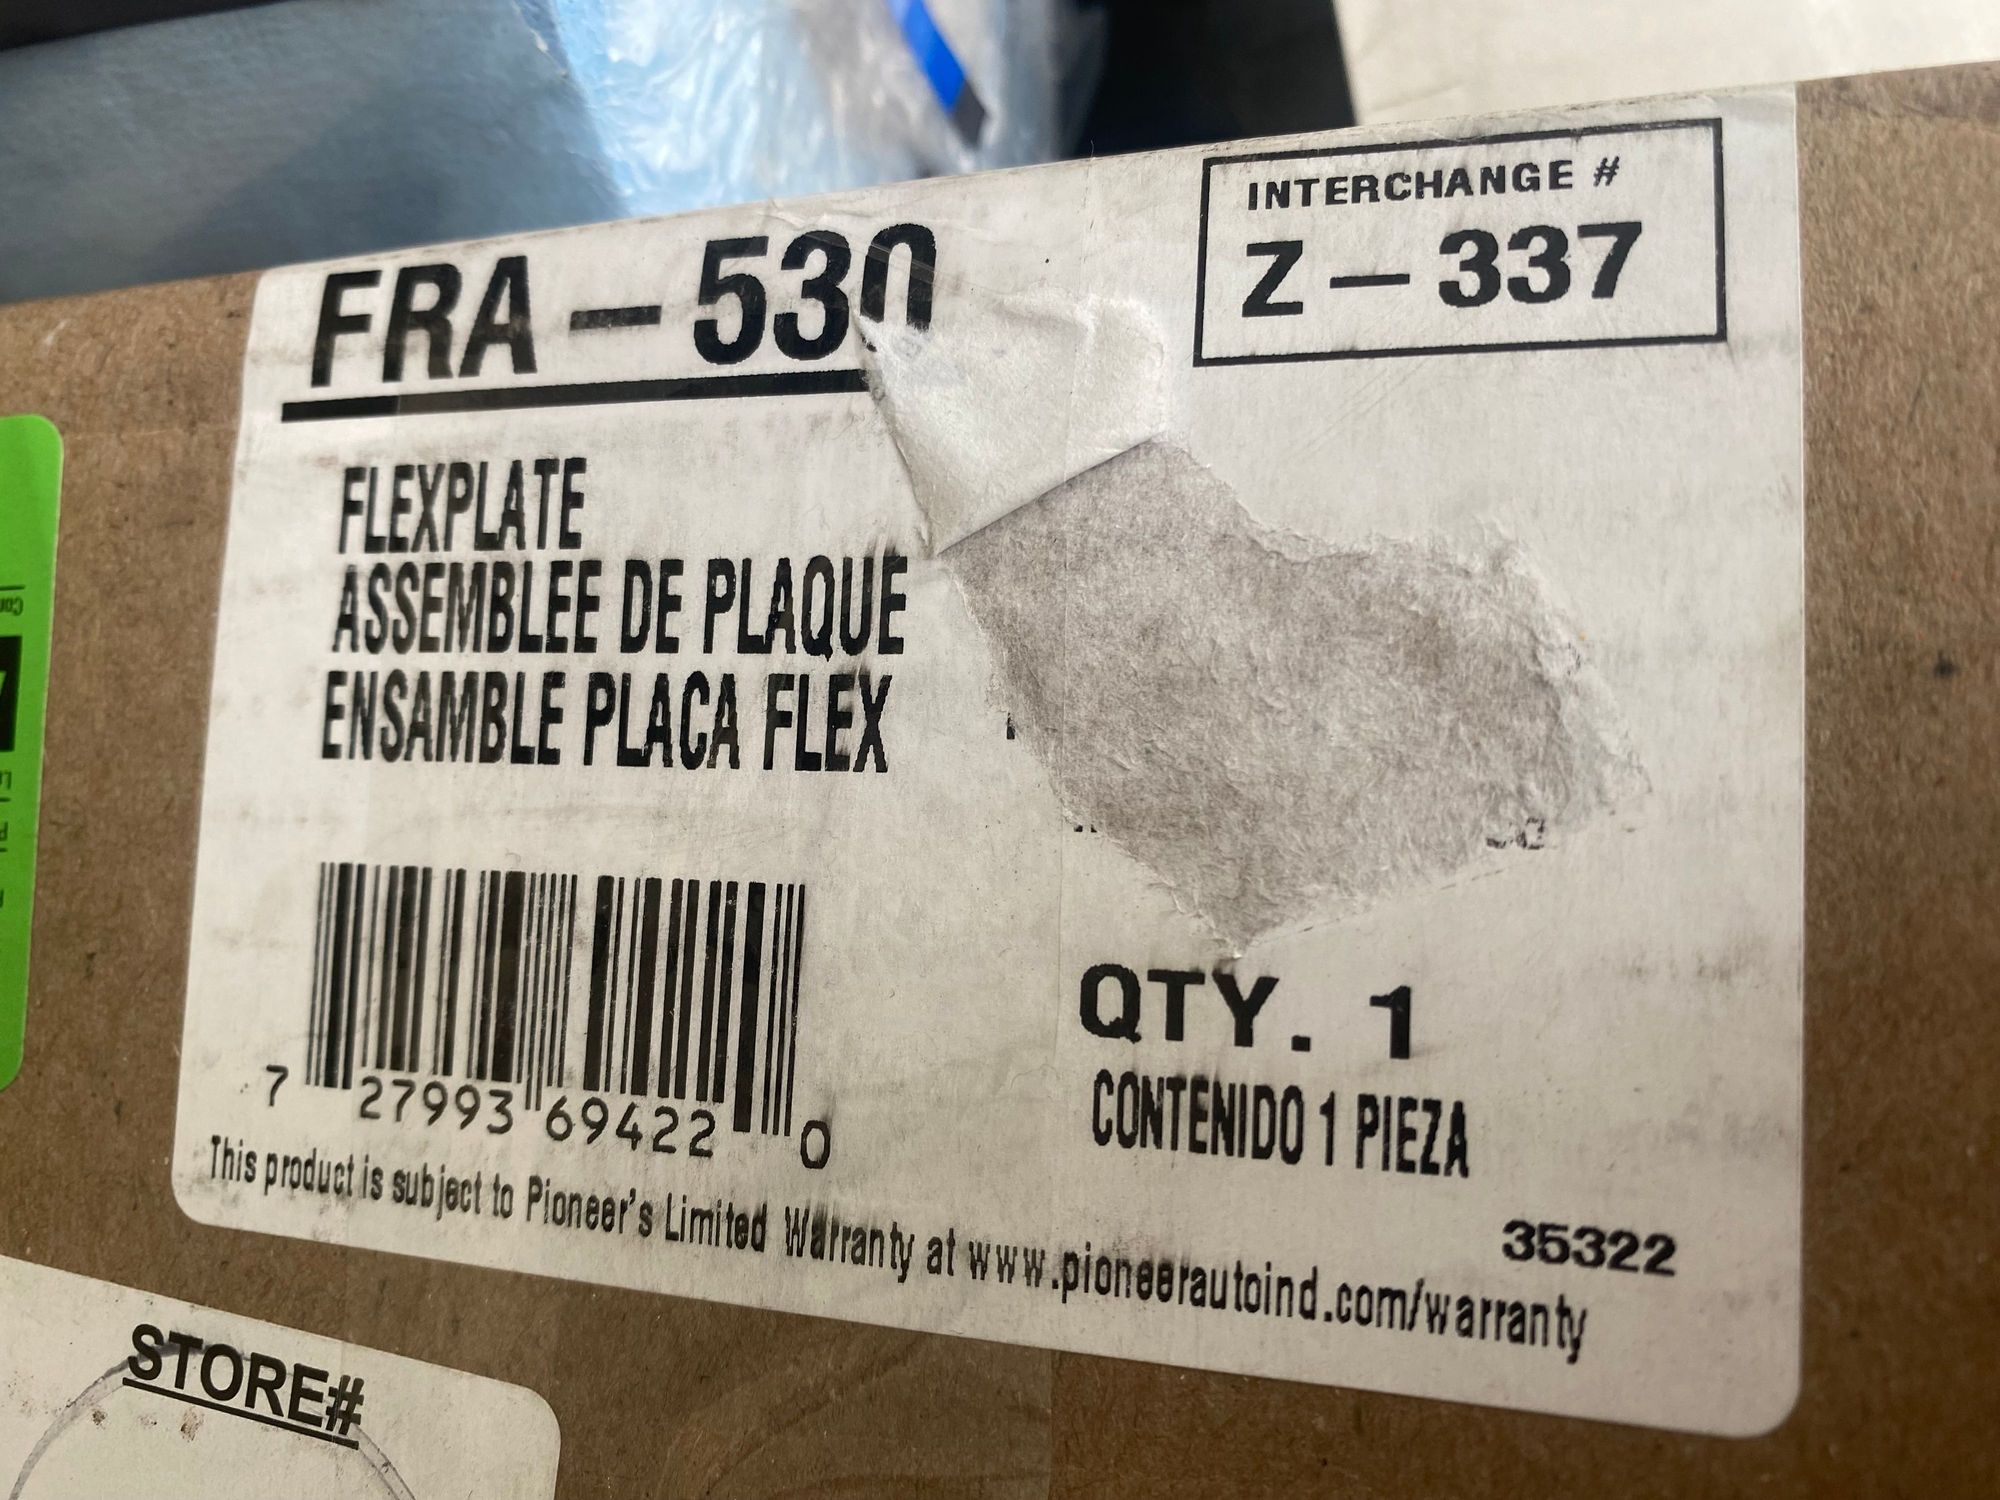 FRA-530
INTERCHANGE #
Z-337
FLEXPLATE
ASSEMBLEE DE PLAQUE
ENSAMBLE PLACA FLEX
7 27993 69422 0
QTY. 1
CONTENIDO 1 PIEZA
35322
This product is subject to Pioneer's Limited Warranty at www.pioneerautoind.com/warranty
STORE#